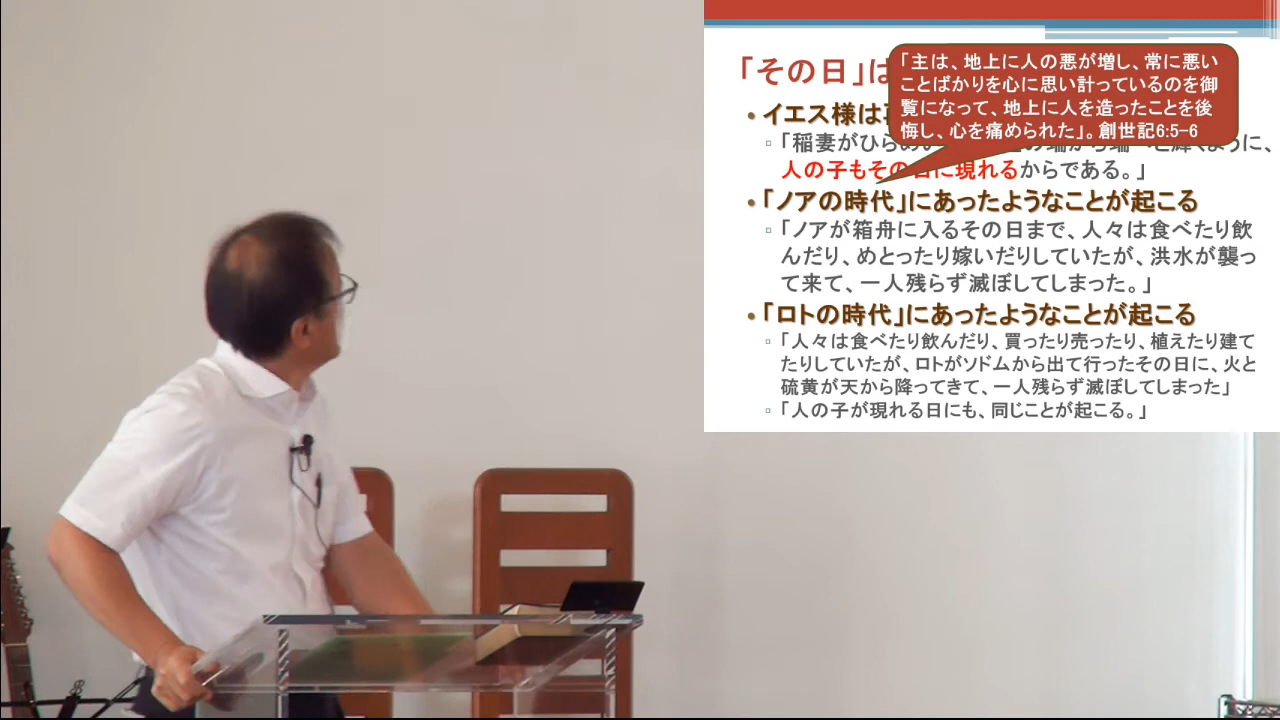 「その日」は
「主は、地上に人の悪が増し、常に悪い
ことばかりを心に思い計っているのを御
覧になって、地上に人を造ったことを後
悔し、心を痛められた」。創世記6:5-6
• イエス様は
「稲妻がひらめ
ように、
人の子もその日に現れるからである。」
• 「ノアの時代」にあったようなことが起こる
「ノアが箱舟に入るその日まで、人々は食べたり飲
んだり、めとったり嫁いだりしていたが、洪水が襲っ
て来て、一人残らず滅ぼしてしまった。」
• 「ロトの時代」にあったようなことが起こる
「人々は食べたり飲んだり、買ったり売ったり、植えたり建て
たりしていたが、ロトがソドムから出て行ったその日に、火と
硫黄が天から降ってきて、一人残らず滅ぼしてしまった」
「人の子が現れる日にも、同じことが起こる。」